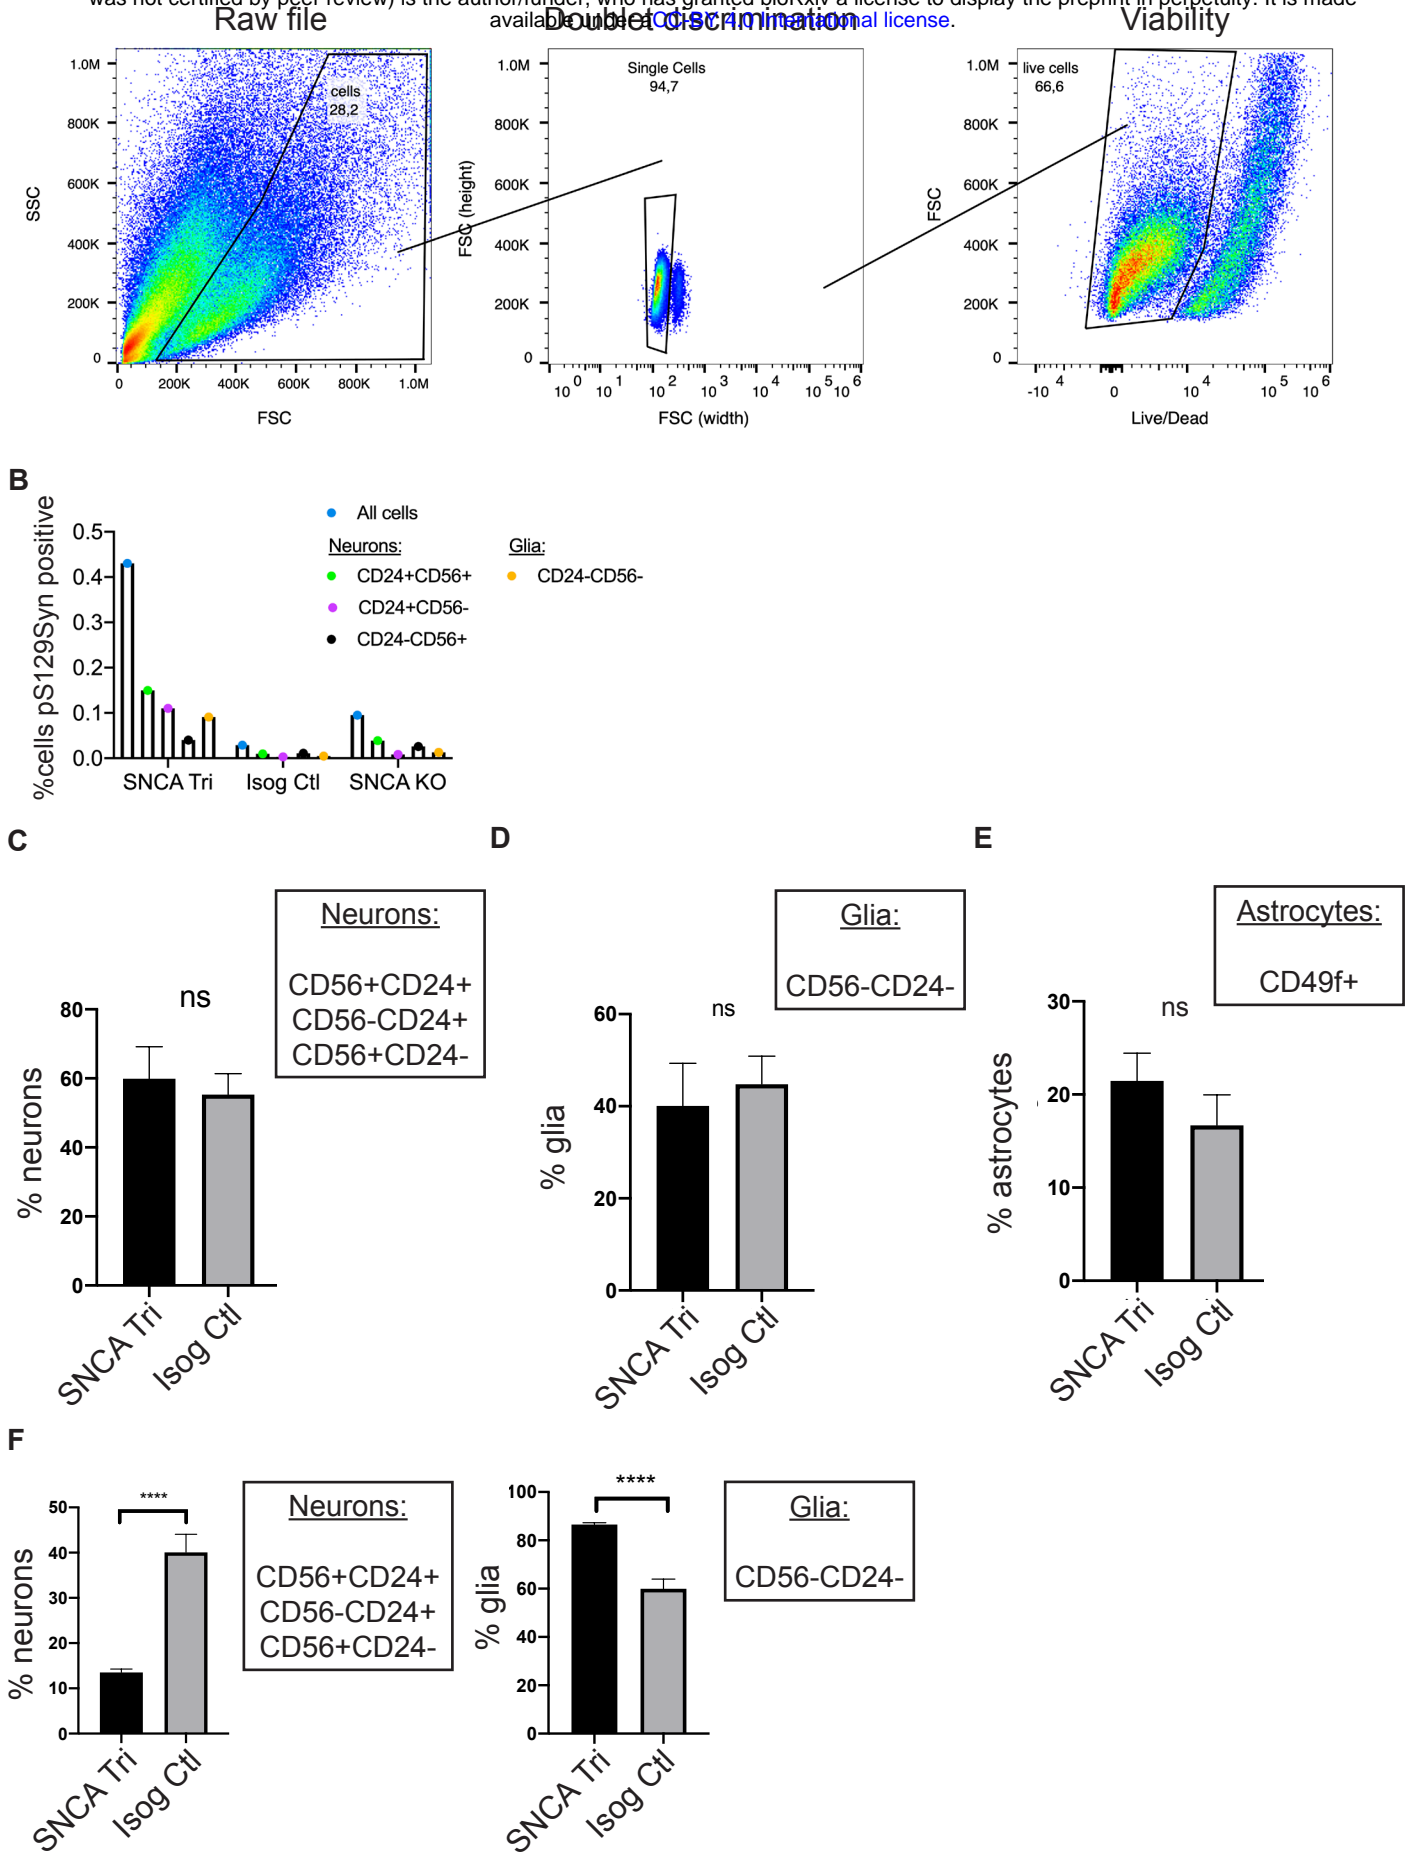 was not certified by peer review) is the author/funder, who has granted bioRxiv a license to display the preprint in perpetuity. It is made
available under a CC-BY 4.0 International license.
Raw file
Doublet discrimination
Viability
1.0M
800K
600K
400K
200K
0
SSC
cells
28,2
0 200K 400K 600K 800K 1.0M
FSC
1.0M
800K
600K
400K
200K
0
FSC (height)
Single Cells
94,7
10 0 10 1 10 2 10 3 10 4 10 5 10 6
FSC (width)
1.0M
800K
600K
400K
200K
0
FSC
live cells
66,6
-10 4 0 10 4 10 5 10 6
Live/Dead
B
%cells pS129Syn positive
0.5
0.4
0.3
0.2
0.1
0.0
All cells
Neurons:
CD24+CD56+
CD24+CD56-
CD24-CD56+
Glia:
CD24-CD56-
SNCA Tri Isog Ctl SNCA KO
C
Neurons:
CD56+CD24+
CD56-CD24+
CD56+CD24-
ns
% neurons
80
60
40
20
0
SNCA Tri
Isog Ctl
D
Glia:
CD56-CD24-
ns
% glia
60
40
20
0
SNCA Tri
Isog Ctl
E
Astrocytes:
CD49f+
ns
% astrocytes
30
20
10
0
SNCA Tri
Isog Ctl
F
****
% neurons
50
40
30
20
10
0
SNCA Tri
Isog Ctl
Neurons:
CD56+CD24+
CD56-CD24+
CD56+CD24-
****
% glia
100
80
60
40
20
0
SNCA Tri
Isog Ctl
Glia:
CD56-CD24-